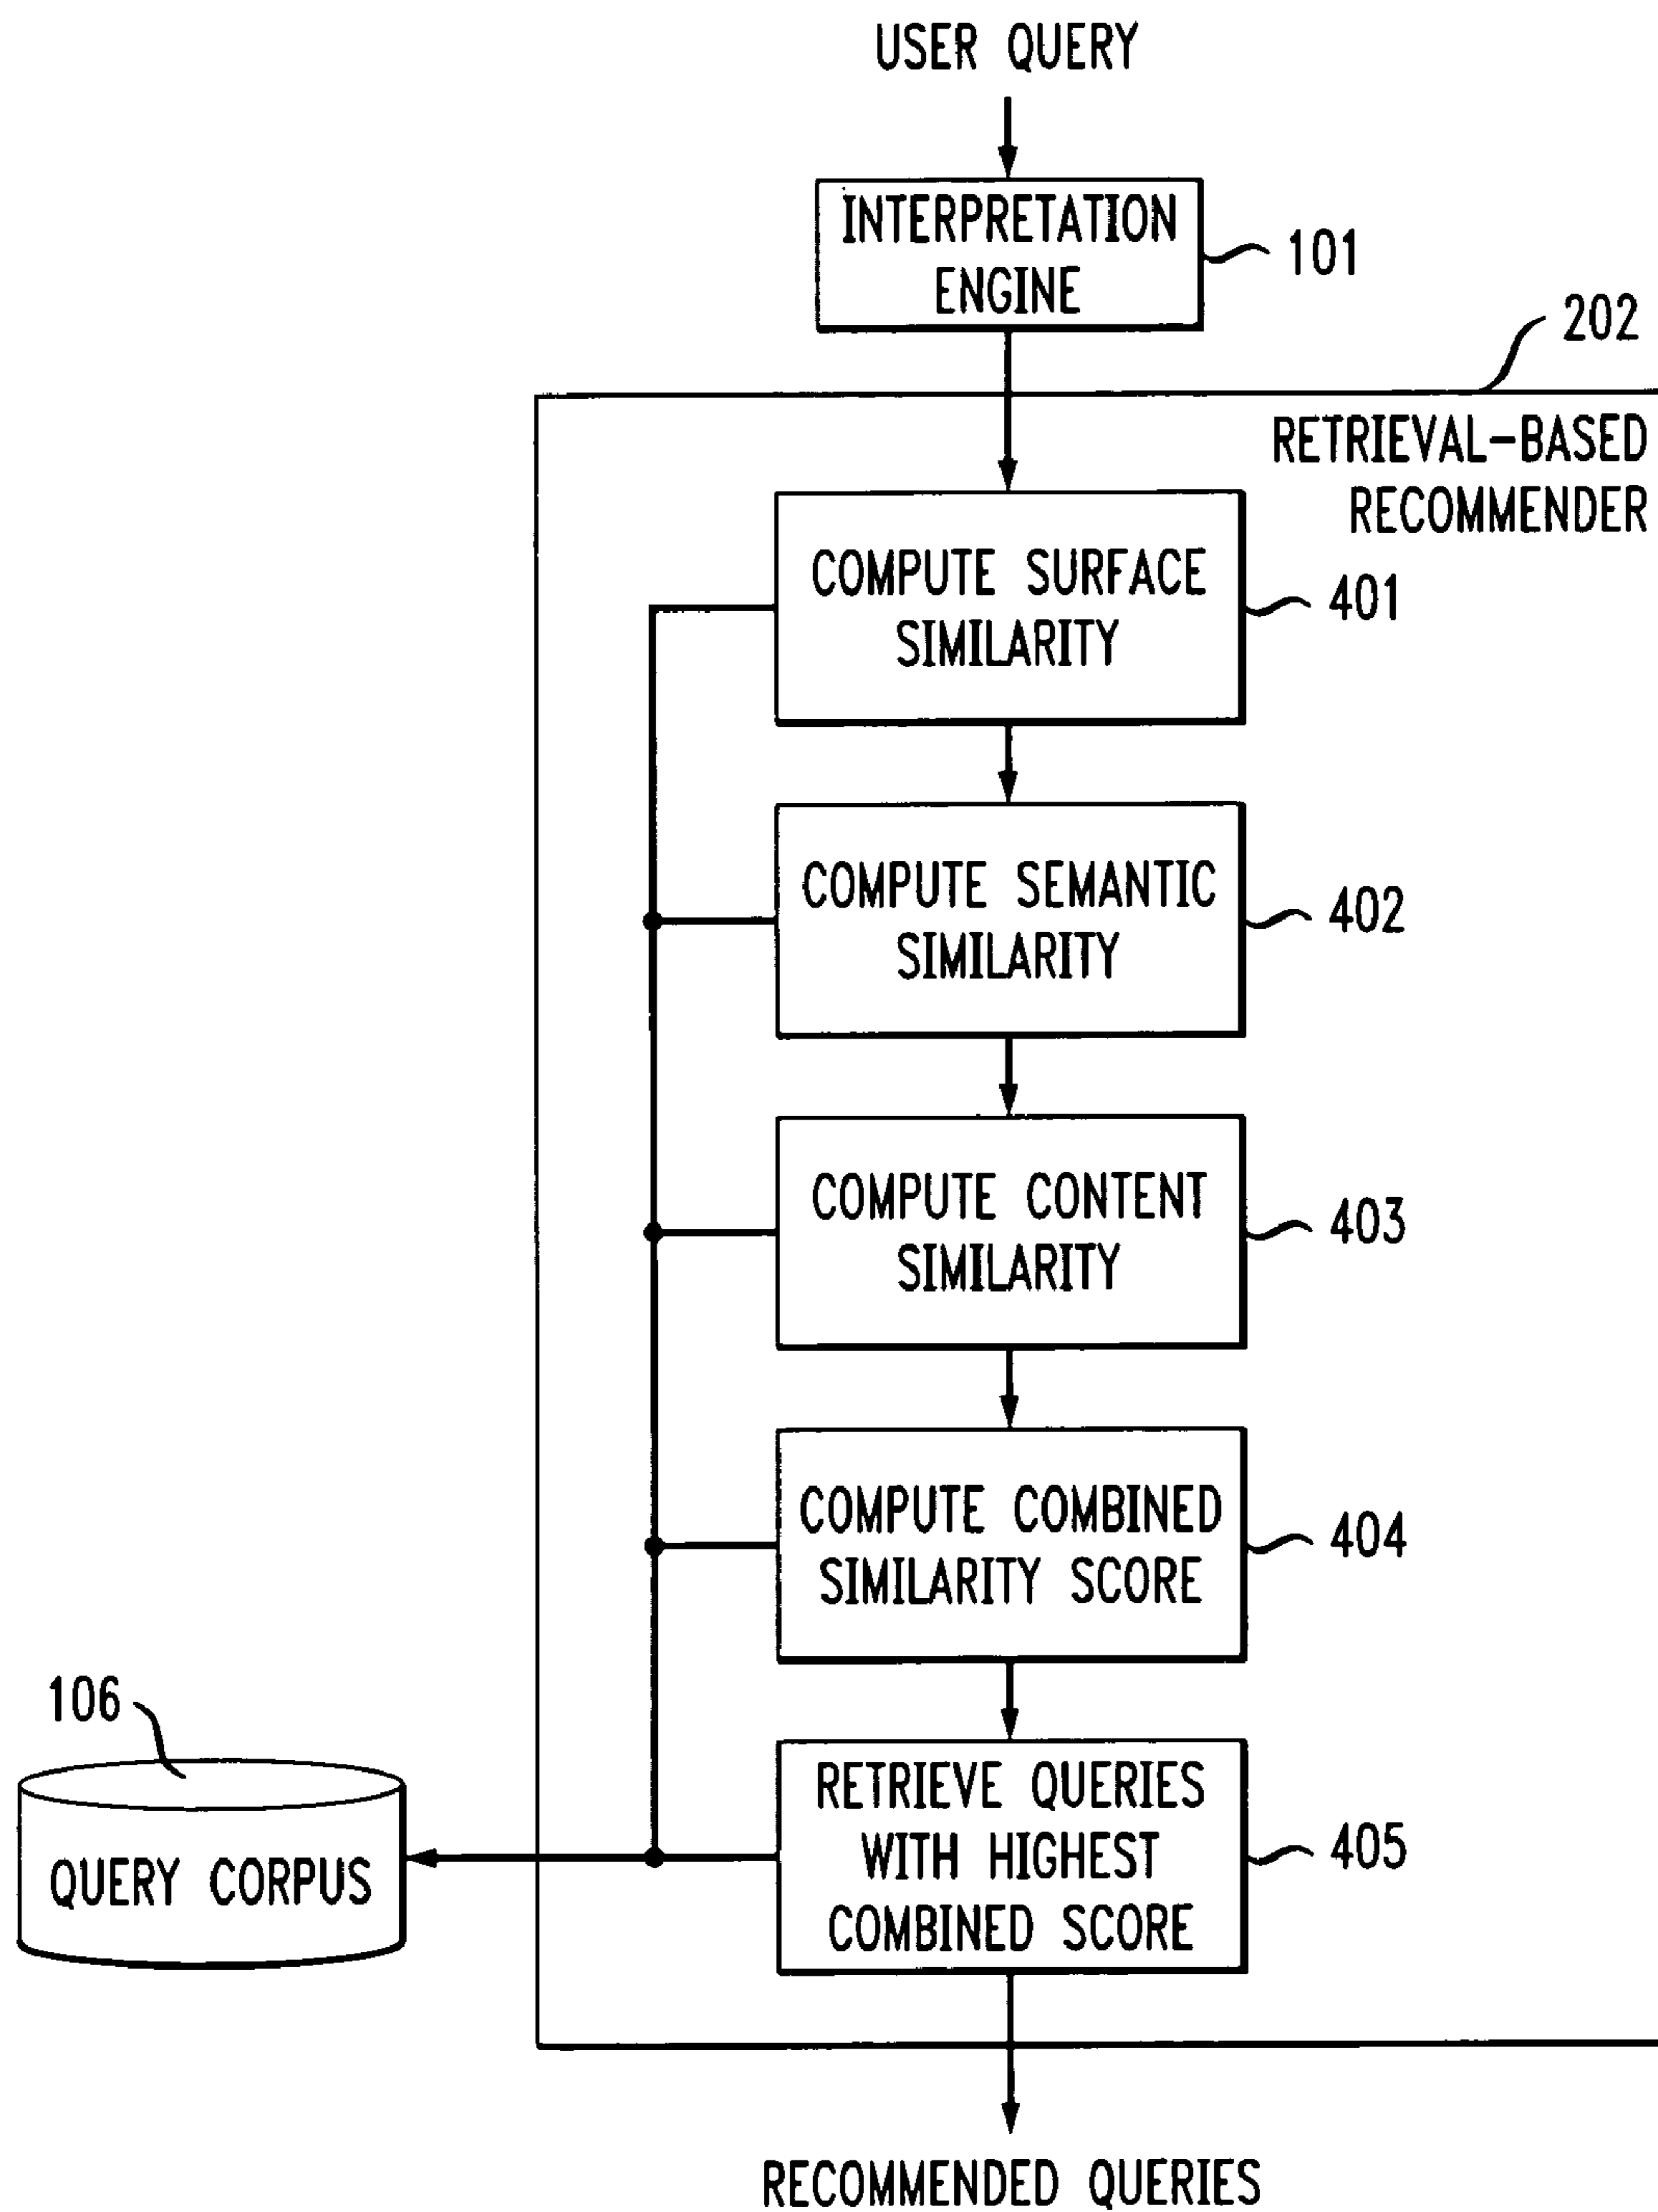 USER QUERY
INTERPRETATION
ENGINE
101
202
RETRIEVAL-BASED
RECOMMENDER
COMPUTE SURFACE
SIMILARITY
401
COMPUTE SEMANTIC
SIMILARITY
402
COMPUTE CONTENT
SIMILARITY
403
COMPUTE COMBINED
SIMILARITY SCORE
404
106
QUERY CORPUS
RETRIEVE QUERIES
WITH HIGHEST
COMBINED SCORE
405
RECOMMENDED QUERIES